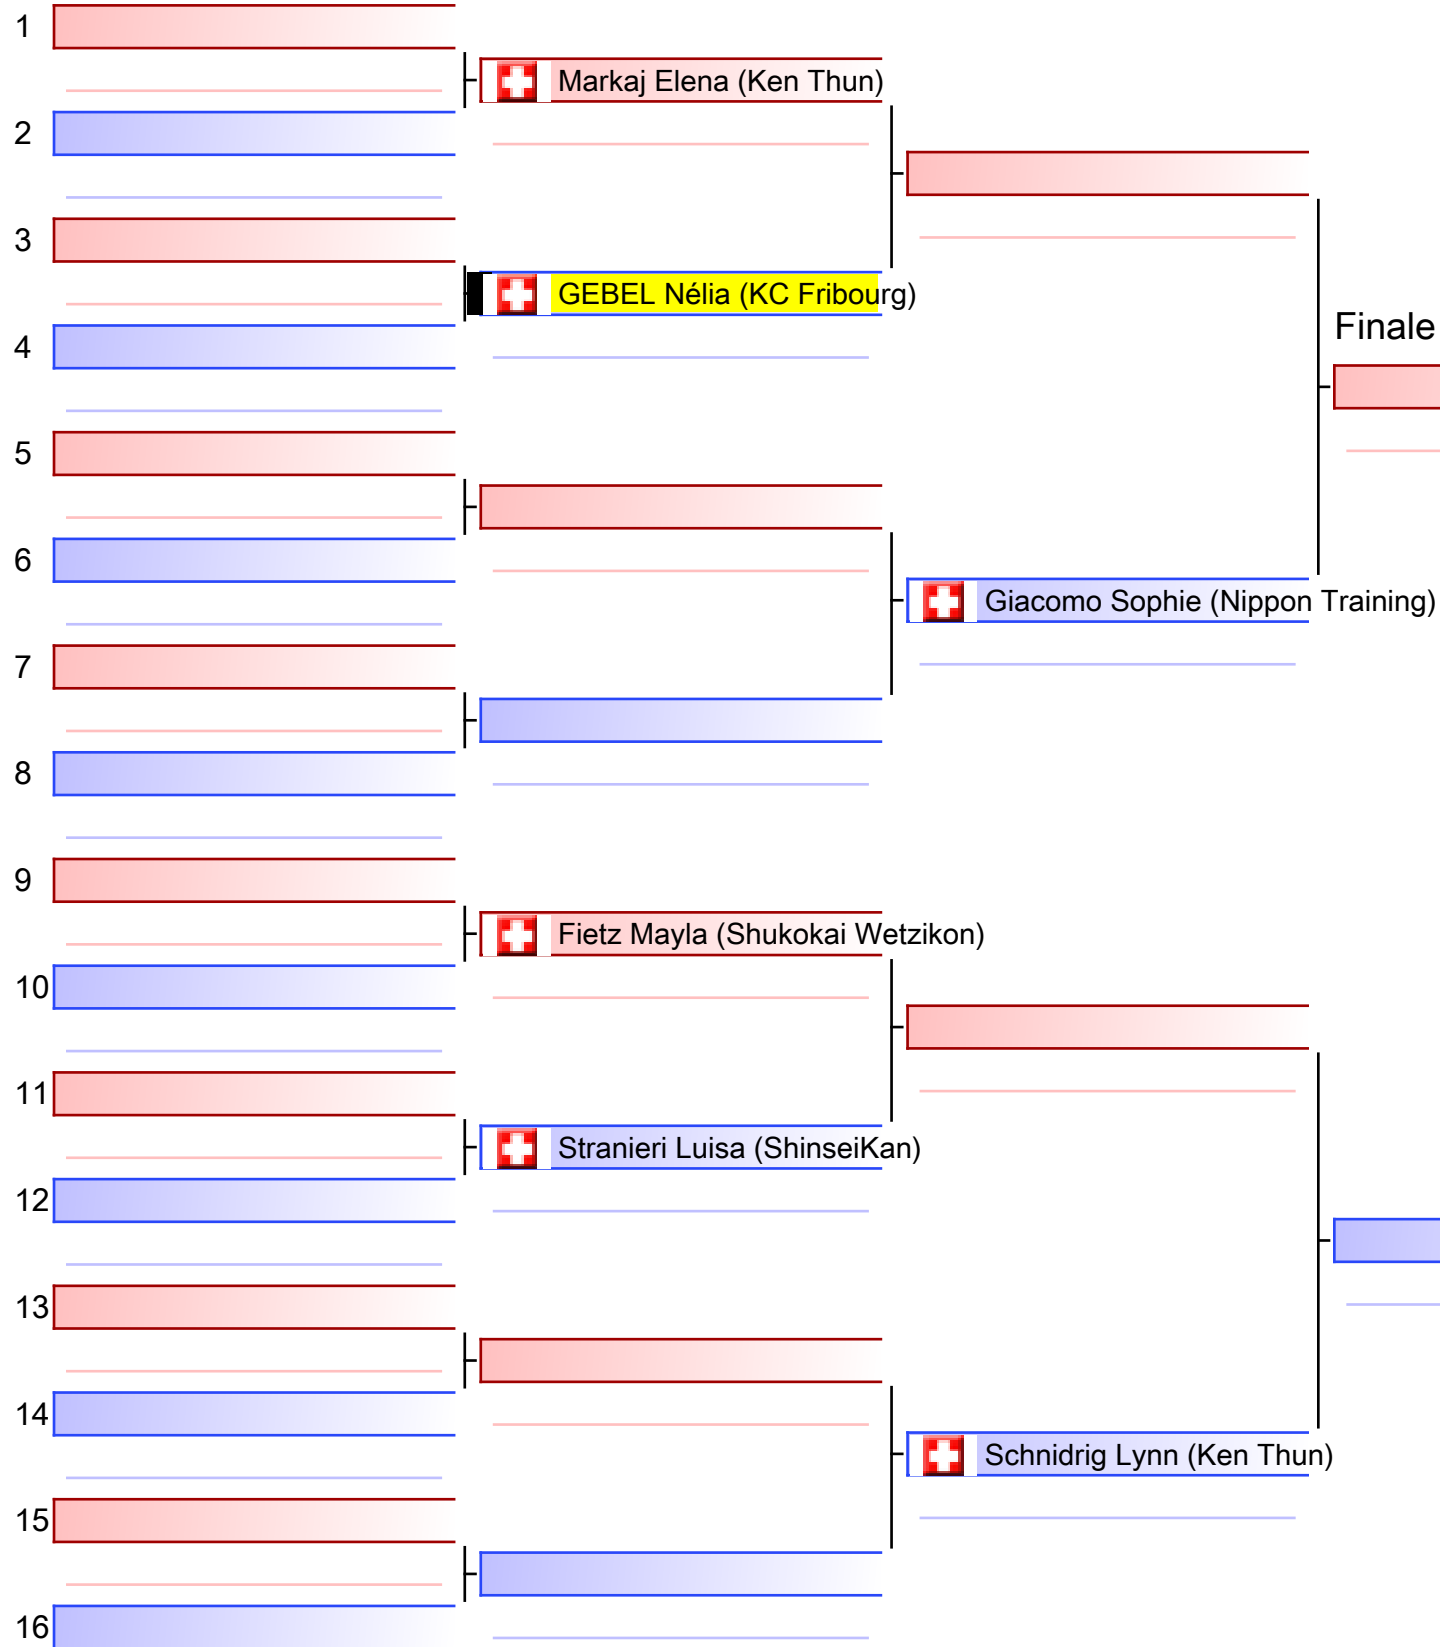 1
Markaj Elena (Ken Thun)
2
3
GEBEL Nélia (KC Fribourg)
Finale
4
5
6
Giacomo Sophie (Nippon Training)
7
8
9
Fietz Mayla (Shukokai Wetzikon)
10
11
Stranieri Luisa (ShinseiKan)
12
13
14
Schnidrig Lynn (Ken Thun)
15
16